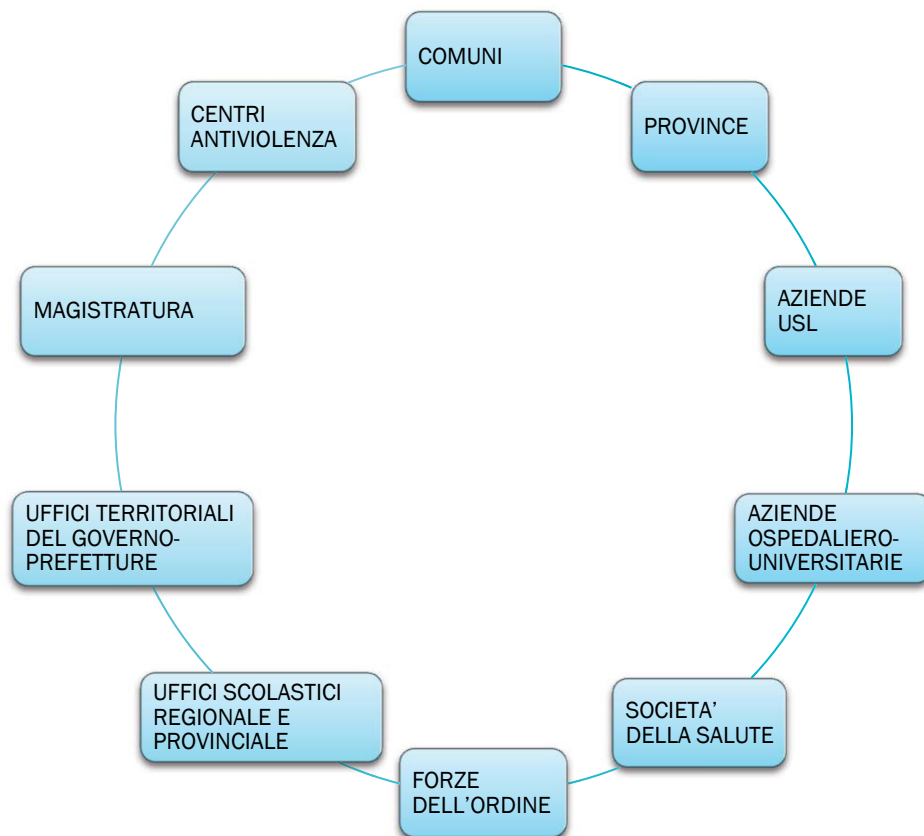 COMUNI
PROVINCE
AZIENDE
USL
AZIENDE
OSPEDALIERO-
UNIVERSITARIE
SOCIETA’
DELLA SALUTE
FORZE
DELL’ORDINE
UFFICI SCOLASTICI
REGIONALE E
PROVINCIALE
UFFICI TERRITORIALI
DEL GOVERNO-
PREFETTURE
MAGISTRATURA
CENTRI
ANTIVIOLENZA